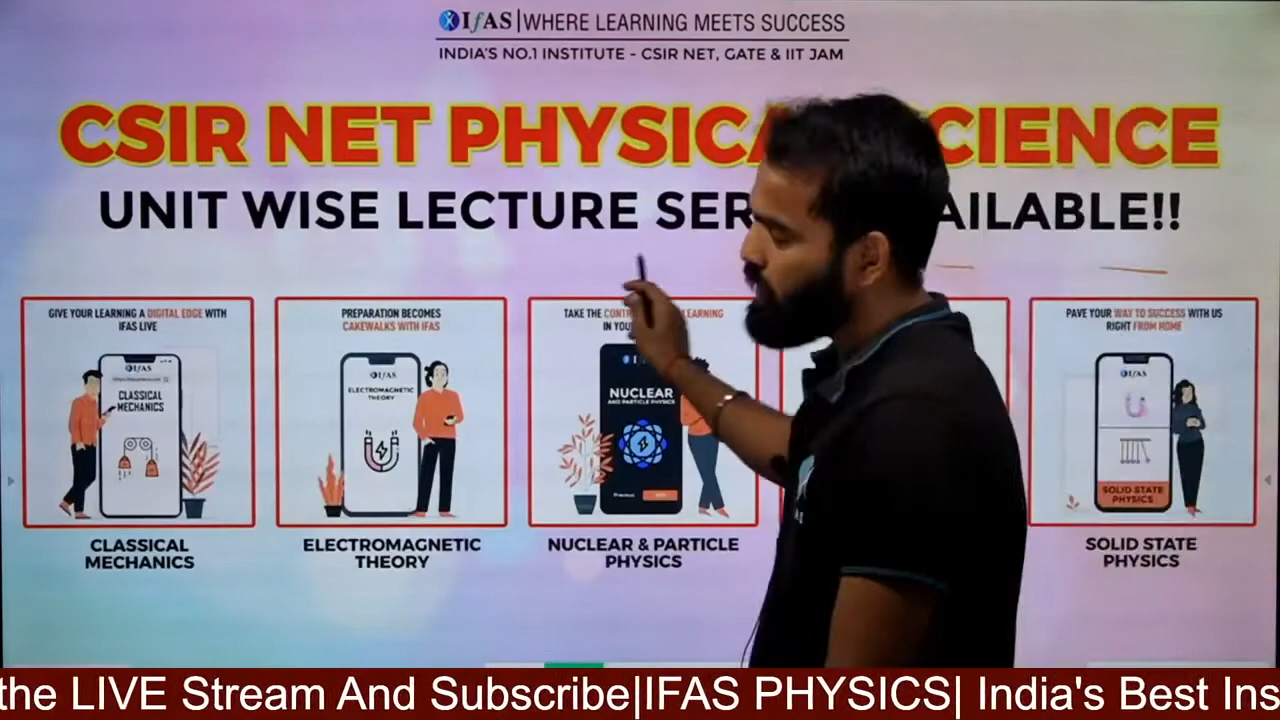 IfAS | WHERE LEARNING MEETS SUCCESS
INDIA'S NO.1 INSTITUTE - CSIR NET, GATE & IIT JAM
CSIR NET PHYSICA CIENCE
UNIT WISE LECTURE SER AILABLE!!
GIVE YOUR LEARNING A DIGITAL EDGE WITH
IFAS LIVE
IfAS
CLASSICAL
MECHANICS
CLASSICAL
MECHANICS
PREPARATION BECOMES
CAKEWALKS WITH IFAS
IfAS
ELECTROMAGNETIC
THEORY
ELECTROMAGNETIC
THEORY
TAKE THE CONTR LEARNING
IN YOU
NUCLEAR
AND PARTICLE PHYSICS
Previous
NUCLEAR & PARTICLE
PHYSICS
PAVE YOUR WAY TO SUCCESS WITH US
RIGHT FROM HOME
IfAS
SOLID STATE
PHYSICS
SOLID STATE
PHYSICS
the LIVE Stream And Subscribe|IFAS PHYSICS| India's Best Ins